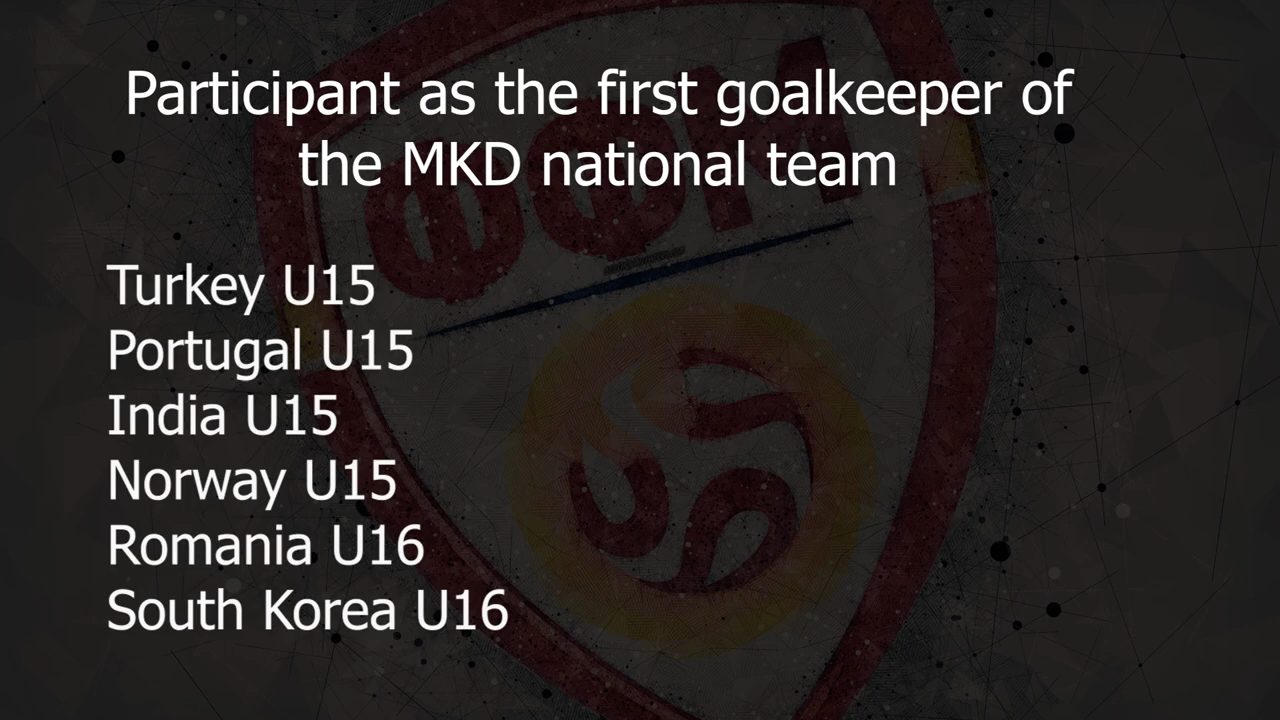 Participant as the first goalkeeper of
the MKD national team
ФФМ
Turkey U15
Portugal U15
India U15
Norway U15
Romania U16
South Korea U16